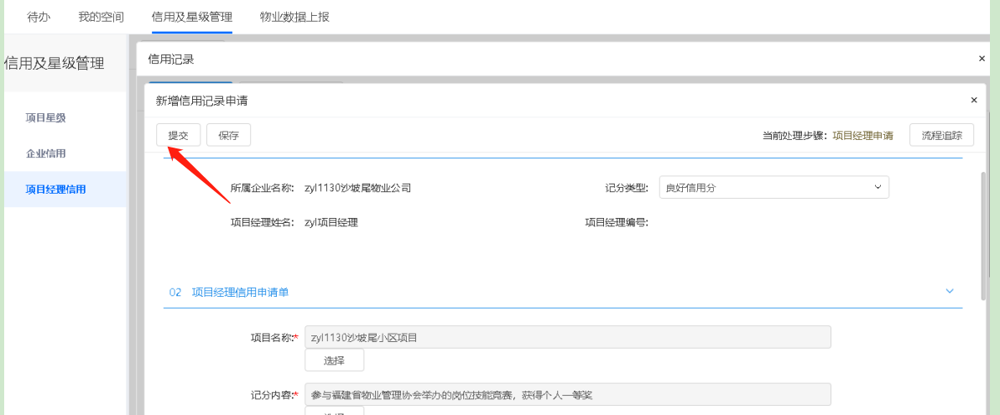 待办 我的空间 信用及星级管理 物业数据上报
信用及星级管理
项目星级
企业信用
项目经理信用
信用记录 ×
新增信用记录申请 ×
提交 保存 当前处理步骤: 项目经理申请 流程追踪
所属企业名称: zyl1130沙坡尾物业公司 记分类型: 良好信用分
项目经理姓名: zyl项目经理 项目经理编号:
02 项目经理信用申请单
项目名称:* zyl1130沙坡尾小区项目
选择
记分内容:* 参与福建省物业管理协会举办的岗位技能竞赛，获得个人一等奖